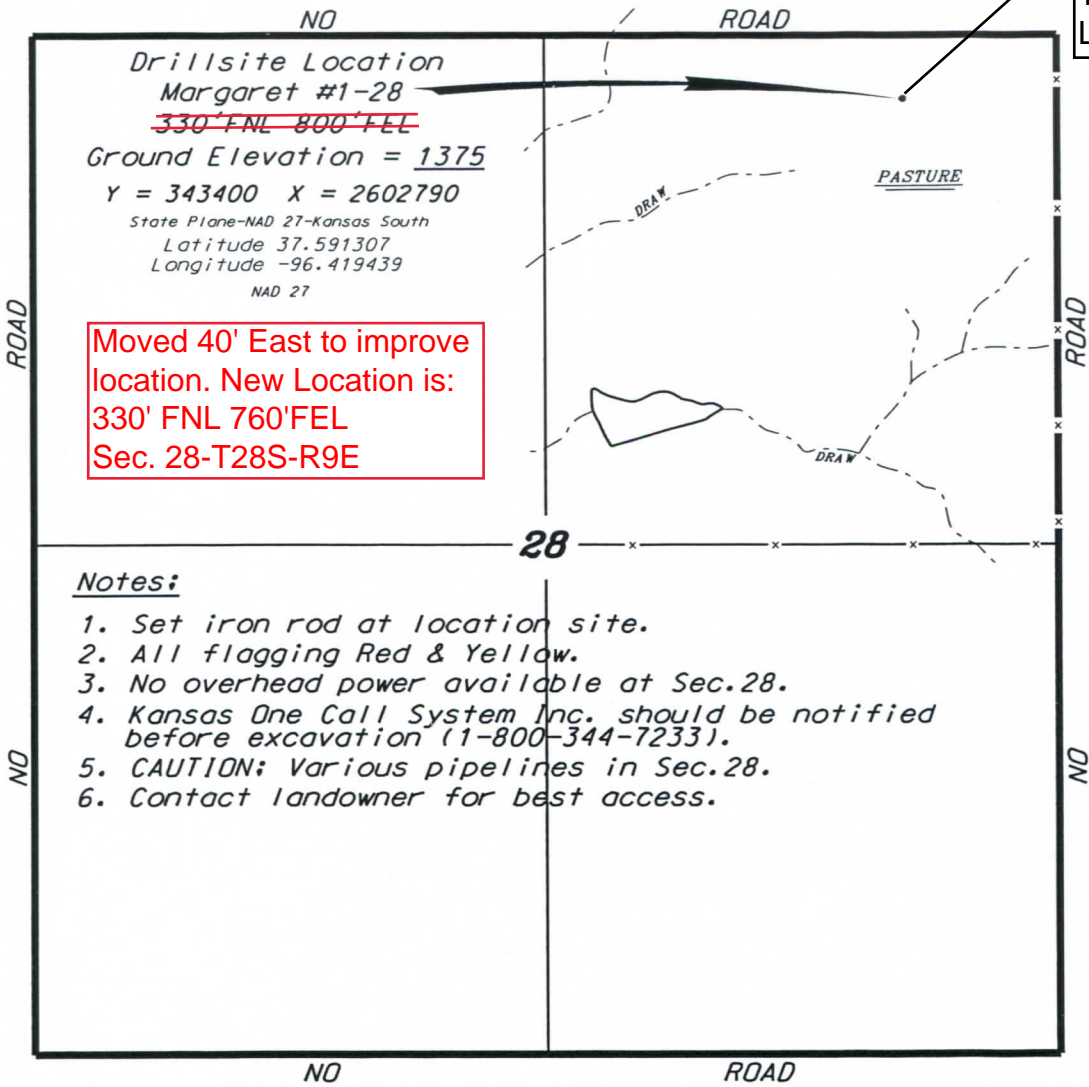 NO ROAD
Drillsite Location
Margaret #1-28
330'FNL 800'FEL
Ground Elevation = 1375
Y = 343400 X = 2602790
State Plane-NAD 27-Kansas South
Latitude 37.591307
Longitude -96.419439
NAD 27
PASTURE
DRAW
ROAD
ROAD
Moved 40' East to improve
location. New Location is:
330' FNL 760'FEL
Sec. 28-T28S-R9E
DRAW
28
Notes:
1. Set iron rod at location site.
2. All flagging Red & Yellow.
3. No overhead power available at Sec.28.
4. Kansas One Call System Inc. should be notified
before excavation (1-800-344-7233).
5. CAUTION: Various pipelines in Sec.28.
6. Contact landowner for best access.
NO
NO
NO ROAD